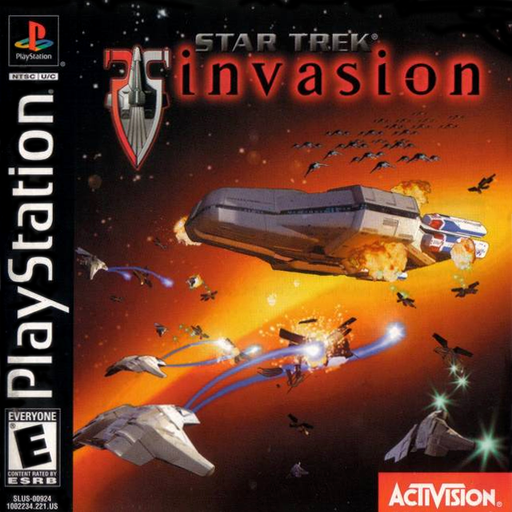 PlayStation
NTSC U/C
PlayStation
EVERYONE
E
CONTENT RATED BY
ESRB
SLUS-00924
1002234.221.US
STAR TREK®
invasion
ACTIVISION.